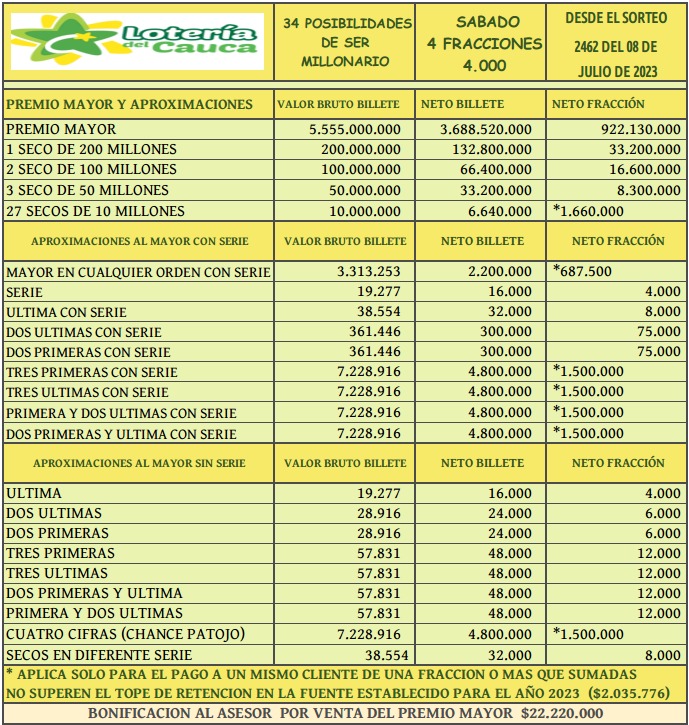 Lotería
del Cauca
34 POSIBILIDADES
DE SER
MILLONARIO
SABADO
4 FRACCIONES
4.000
DESDE EL SORTEO
2462 DEL 08 DE
JULIO DE 2023
PREMIO MAYOR Y APROXIMACIONES VALOR BRUTO BILLETE NETO BILLETE NETO FRACCIÓN
PREMIO MAYOR 5.555.000.000 3.688.520.000 922.130.000
1 SECO DE 200 MILLONES 200.000.000 132.800.000 33.200.000
2 SECO DE 100 MILLONES 100.000.000 66.400.000 16.600.000
3 SECO DE 50 MILLONES 50.000.000 33.200.000 8.300.000
27 SECOS DE 10 MILLONES 10.000.000 6.640.000 *1.660.000
APROXIMACIONES AL MAYOR CON SERIE VALOR BRUTO BILLETE NETO BILLETE NETO FRACCIÓN
MAYOR EN CUALQUIER ORDEN CON SERIE 3.313.253 2.200.000 *687.500
SERIE 19.277 16.000 4.000
ULTIMA CON SERIE 38.554 32.000 8.000
DOS ULTIMAS CON SERIE 361.446 300.000 75.000
DOS PRIMERAS CON SERIE 361.446 300.000 75.000
TRES PRIMERAS CON SERIE 7.228.916 4.800.000 *1.500.000
TRES ULTIMAS CON SERIE 7.228.916 4.800.000 *1.500.000
PRIMERA Y DOS ULTIMAS CON SERIE 7.228.916 4.800.000 *1.500.000
DOS PRIMERAS Y ULTIMA CON SERIE 7.228.916 4.800.000 *1.500.000
APROXIMACIONES AL MAYOR SIN SERIE VALOR BRUTO BILLETE NETO BILLETE NETO FRACCIÓN
ULTIMA 19.277 16.000 4.000
DOS ULTIMAS 28.916 24.000 6.000
DOS PRIMERAS 28.916 24.000 6.000
TRES PRIMERAS 57.831 48.000 12.000
TRES ULTIMAS 57.831 48.000 12.000
DOS PRIMERAS Y ULTIMA 57.831 48.000 12.000
PRIMERA Y DOS ULTIMAS 57.831 48.000 12.000
CUATRO CIFRAS (CHANCE PATOJO) 7.228.916 4.800.000 *1.500.000
SECOS EN DIFERENTE SERIE 38.554 32.000 8.000
* APLICA SOLO PARA EL PAGO A UN MISMO CLIENTE DE UNA FRACCION O MAS QUE SUMADAS
NO SUPEREN EL TOPE DE RETENCION EN LA FUENTE ESTABLECIDO PARA EL AÑO 2023 ($2.035.776)
BONIFICACION AL ASESOR POR VENTA DEL PREMIO MAYOR $22.220.000